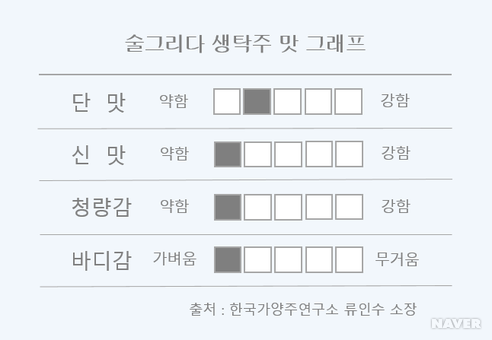 술그리다 생탁주 맛 그래프
단 맛 약함 강함
신 맛 약함 강함
청량감 약함 강함
바디감 가벼움 무거움
출처 : 한국가양주연구소 류인수 소장
NAVER